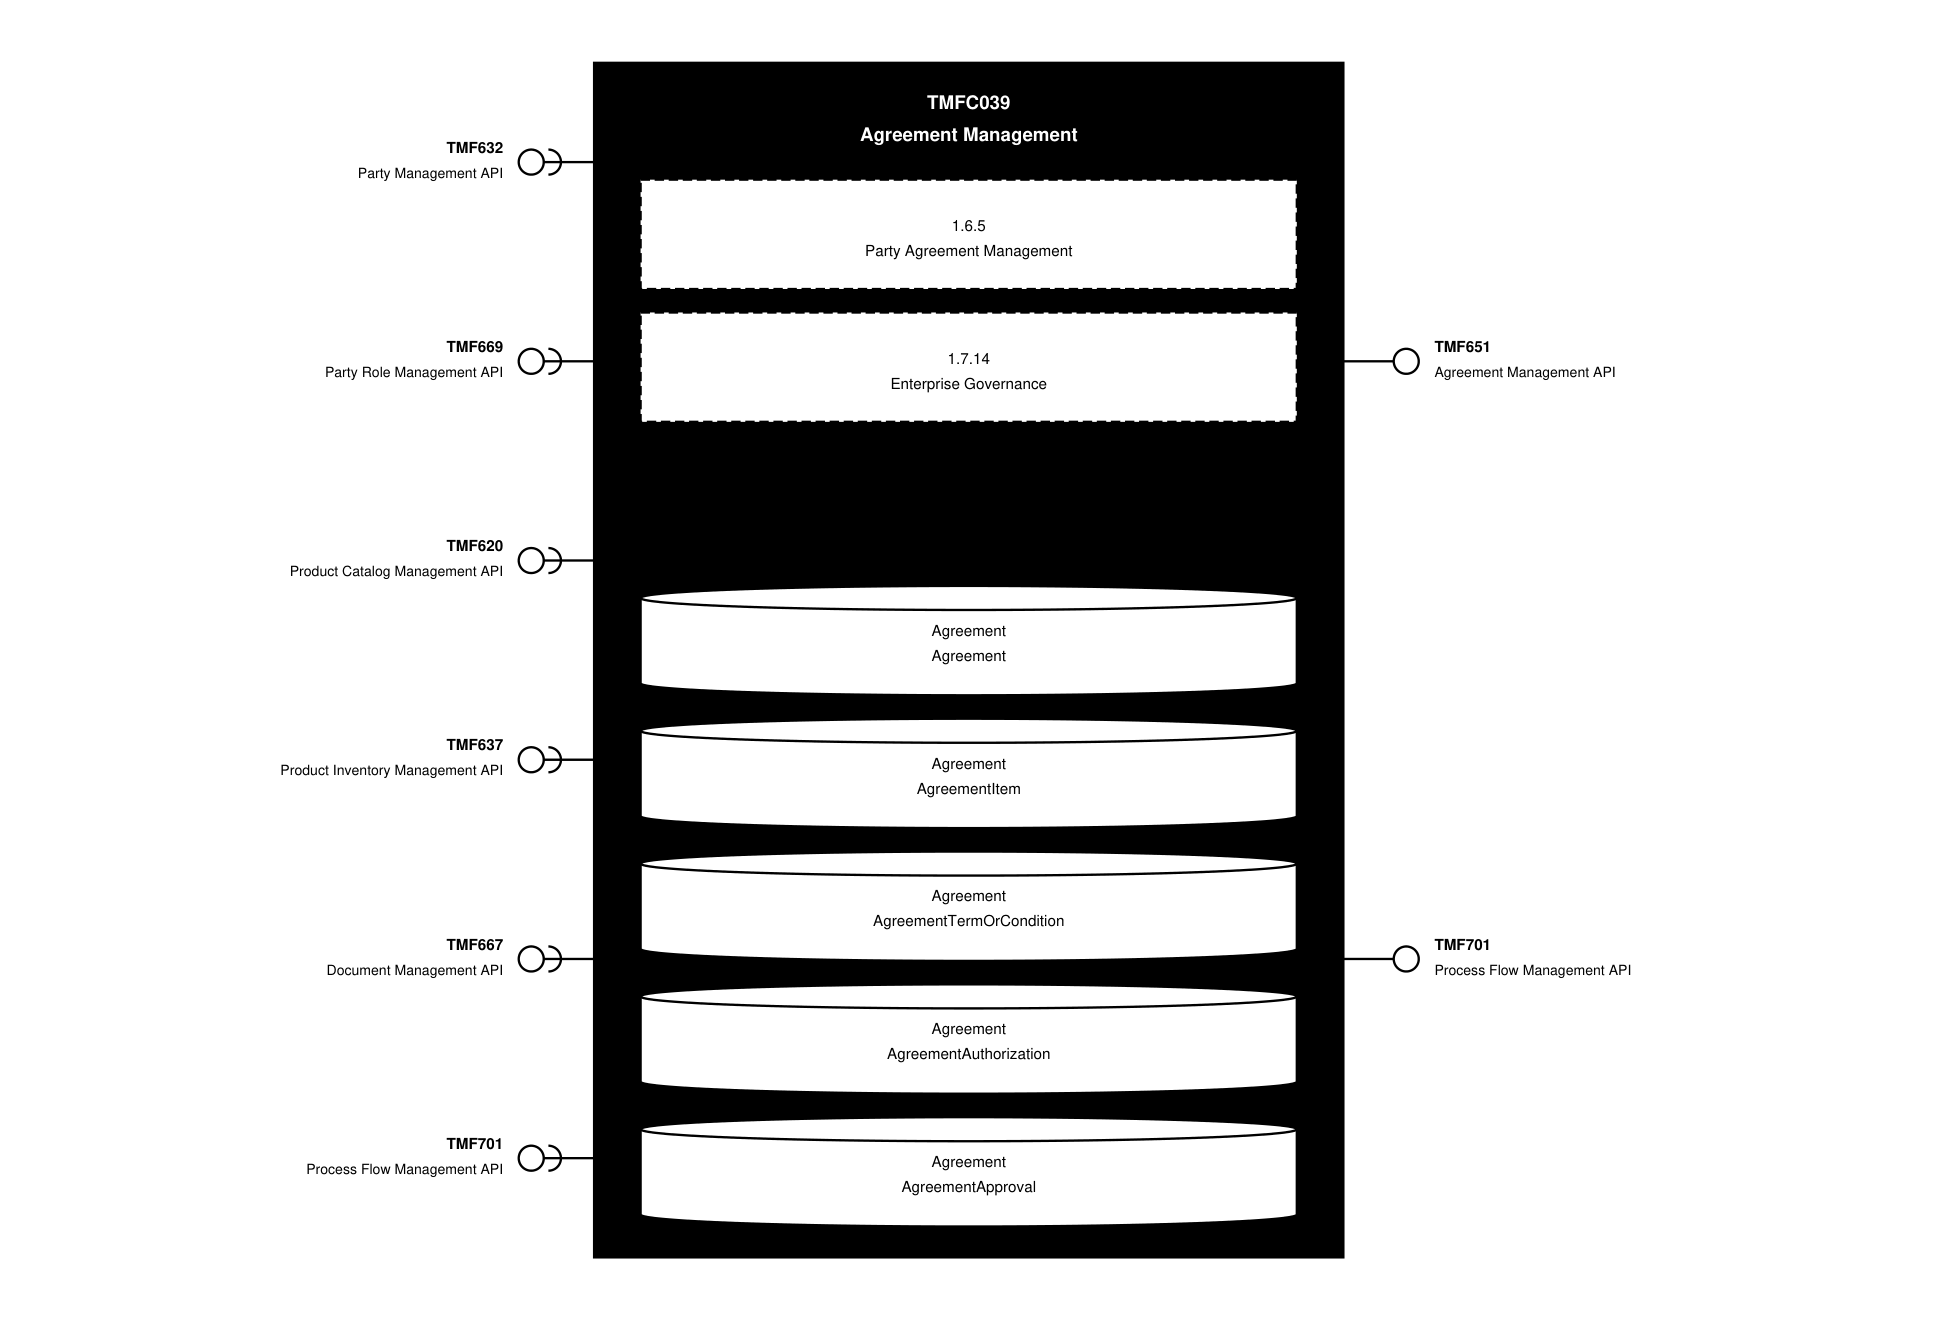 TMFC039
Agreement Management
TMF632
Party Management API
1.6.5
Party Agreement Management
TMF669
Party Role Management API
1.7.14
Enterprise Governance
TMF651
Agreement Management API
TMF620
Product Catalog Management API
Agreement
Agreement
TMF637
Product Inventory Management API
Agreement
AgreementItem
Agreement
AgreementTermOrCondition
TMF667
Document Management API
TMF701
Process Flow Management API
Agreement
AgreementAuthorization
TMF701
Process Flow Management API
Agreement
AgreementApproval